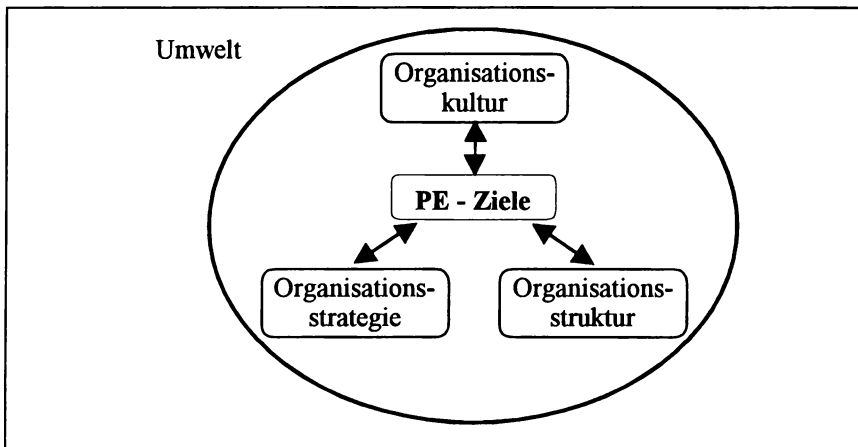 Umwelt
Organisations-
kultur
PE - Ziele
Organisations-
strategie
Organisations-
struktur